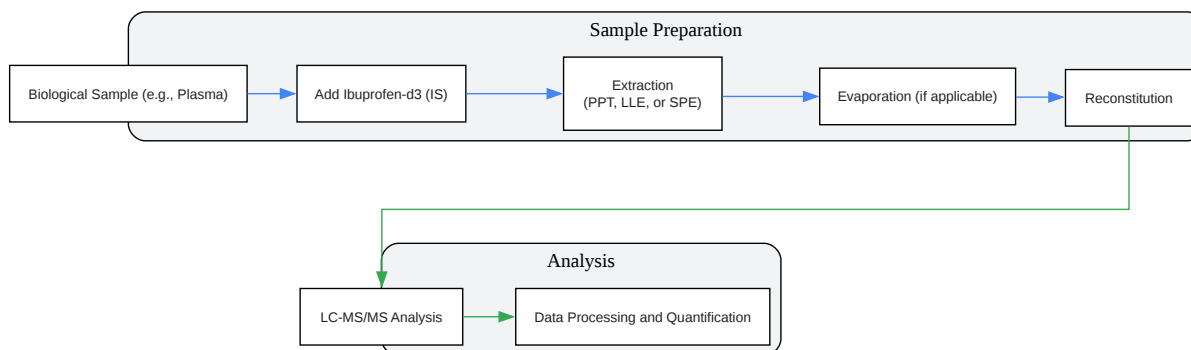 Sample Preparation
Biological Sample (e.g., Plasma)
Add Ibuprofen-d3 (IS)
Extraction
(PPT, LLE, or SPE)
Evaporation (if applicable)
Reconstitution
Analysis
LC-MS/MS Analysis
Data Processing and Quantification